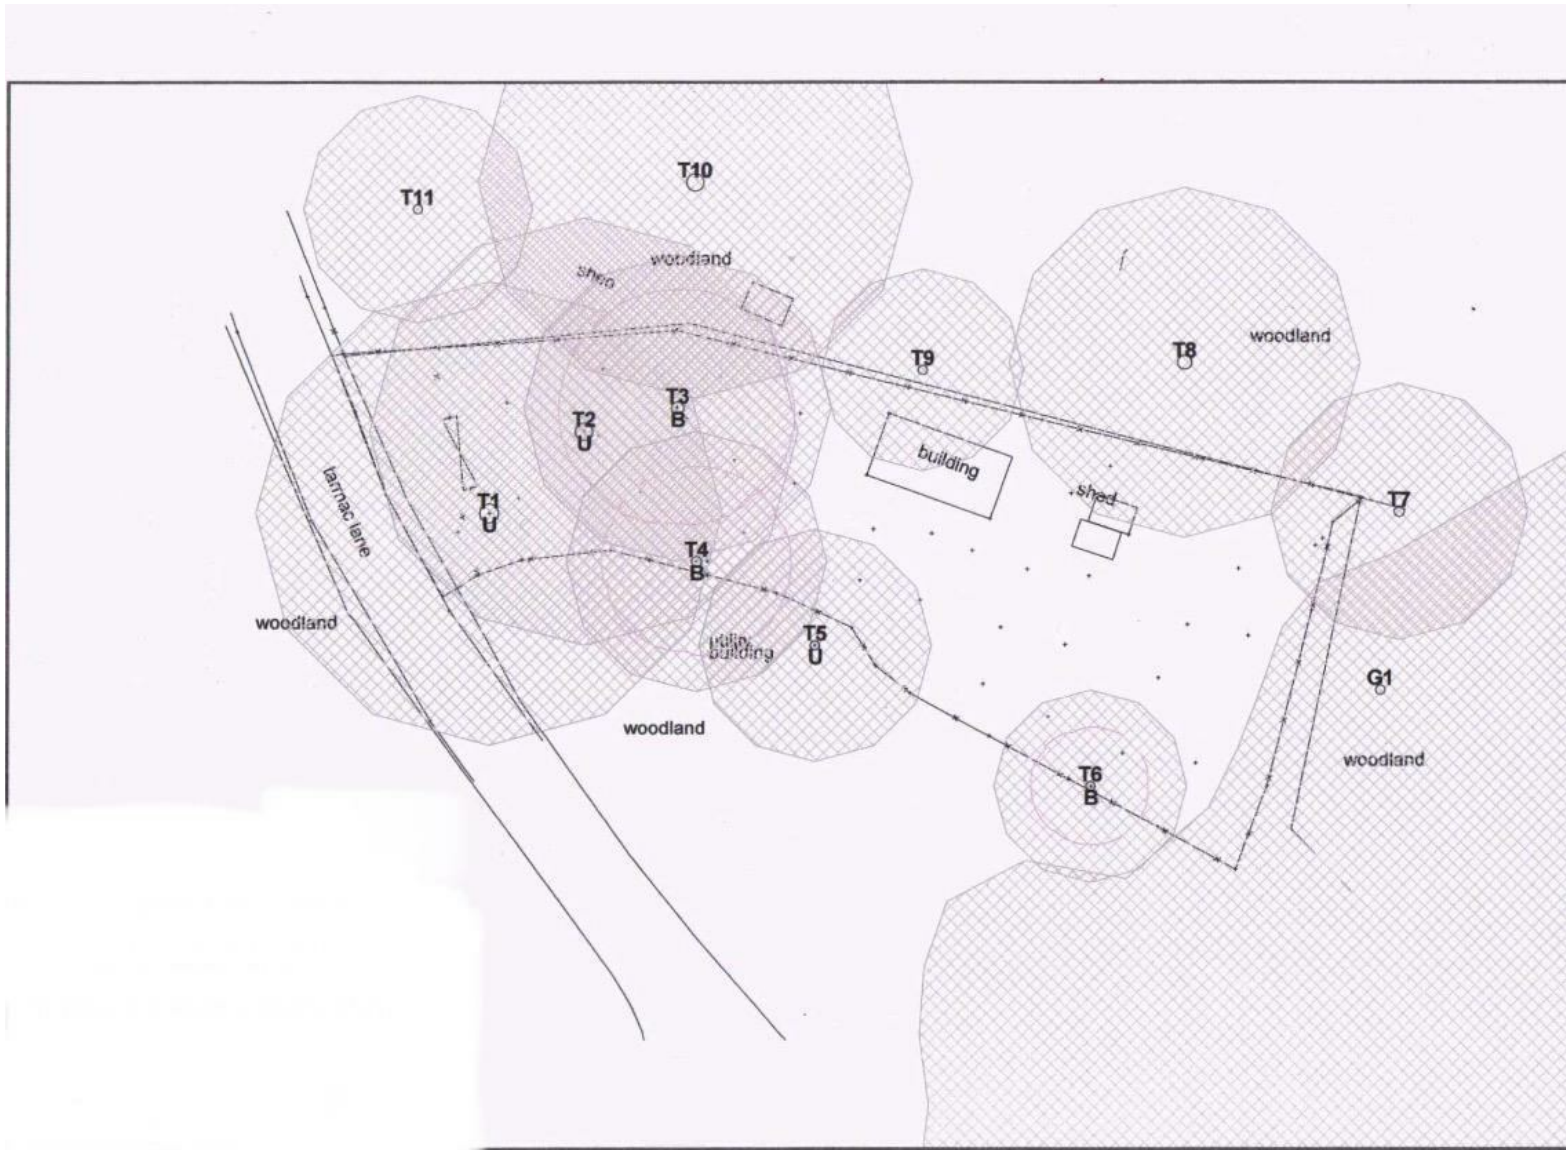 T10
T11
woodland
shed
T8
woodland
T9
T3
B
T2
U
building
shed
T7
T1
U
tarmac lane
T4
B
woodland
T5
U
building
G1
woodland
woodland
T6
B